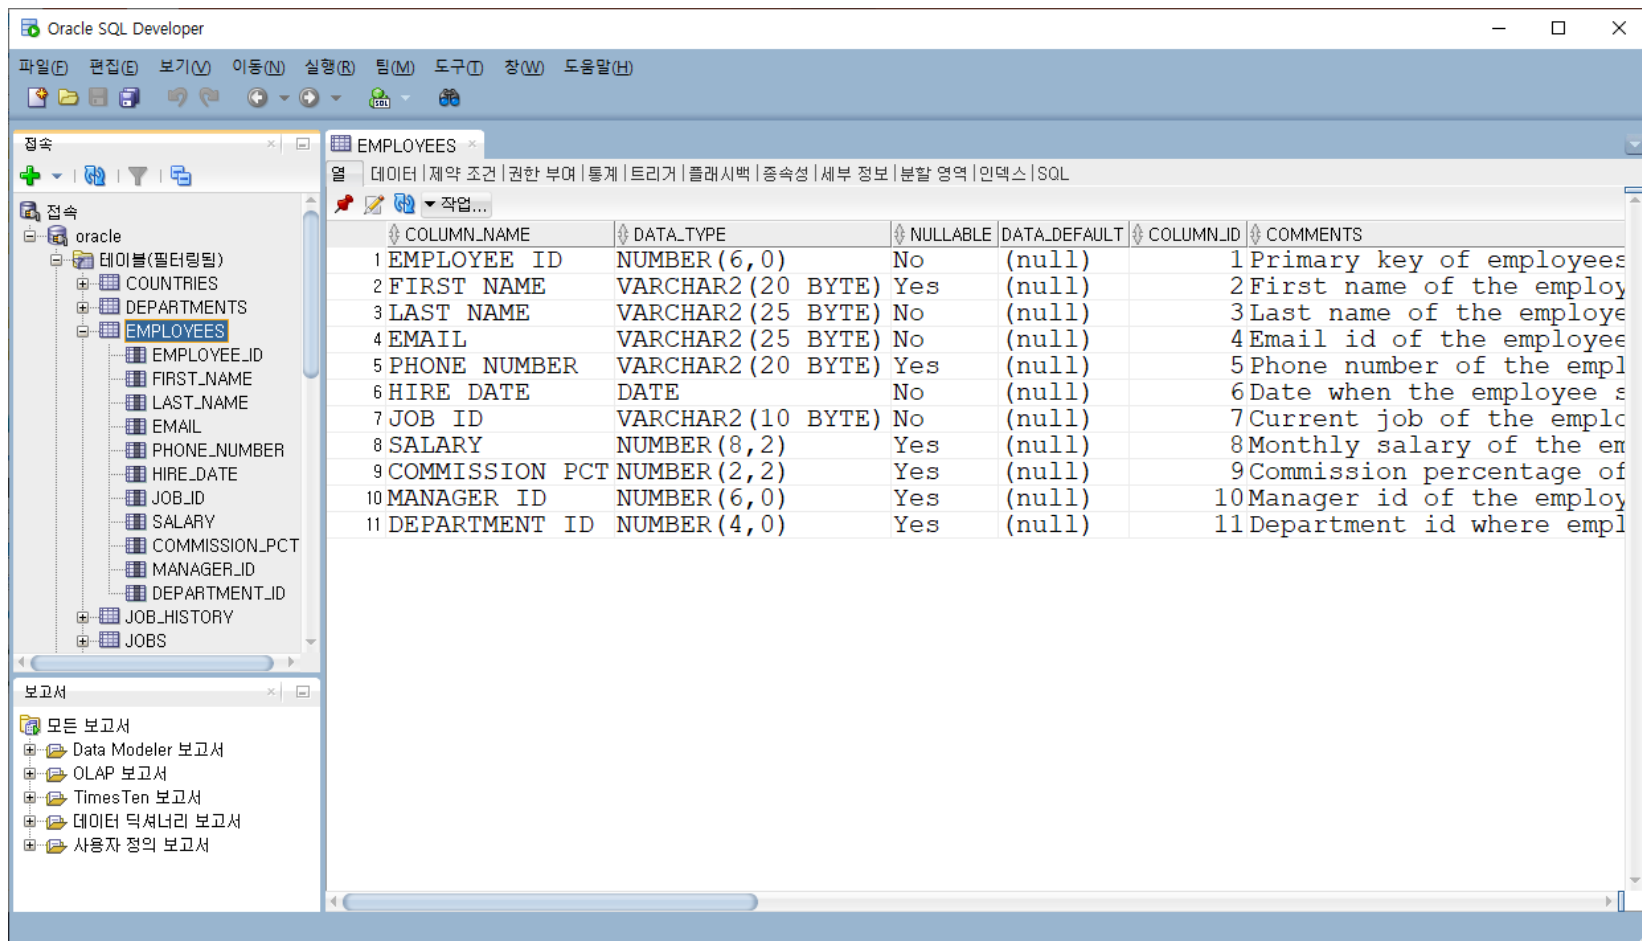 Oracle SQL Developer
파일(F) 편집(E) 보기(V) 이동(N) 실행(R) 팀(M) 도구(T) 창(W) 도움말(H)
접속
접속
oracle
테이블(필터링됨)
COUNTRIES
DEPARTMENTS
EMPLOYEES
EMPLOYEE_ID
FIRST_NAME
LAST_NAME
EMAIL
PHONE_NUMBER
HIRE_DATE
JOB_ID
SALARY
COMMISSION_PCT
MANAGER_ID
DEPARTMENT_ID
JOB_HISTORY
JOBS
보고서
모든 보고서
Data Modeler 보고서
OLAP 보고서
TimesTen 보고서
데이터 딕셔너리 보고서
사용자 정의 보고서
EMPLOYEES
열 데이터 제약 조건 권한 부여 통계 트리거 플래시백 종속성 세부 정보 분할 영역 인덱스 SQL
작업...
COLUMN_NAME DATA_TYPE NULLABLE DATA_DEFAULT COLUMN_ID COMMENTS
1 EMPLOYEE_ID NUMBER(6,0) No (null) 1 Primary key of employees
2 FIRST_NAME VARCHAR2(20 BYTE) Yes (null) 2 First name of the employ
3 LAST_NAME VARCHAR2(25 BYTE) No (null) 3 Last name of the employe
4 EMAIL VARCHAR2(25 BYTE) No (null) 4 Email id of the employee
5 PHONE_NUMBER VARCHAR2(20 BYTE) Yes (null) 5 Phone number of the empl
6 HIRE_DATE DATE No (null) 6 Date when the employee s
7 JOB_ID VARCHAR2(10 BYTE) No (null) 7 Current job of the emplo
8 SALARY NUMBER(8,2) Yes (null) 8 Monthly salary of the em
9 COMMISSION_PCT NUMBER(2,2) Yes (null) 9 Commission percentage of
10 MANAGER_ID NUMBER(6,0) Yes (null) 10 Manager id of the employ
11 DEPARTMENT_ID NUMBER(4,0) Yes (null) 11 Department id where empl